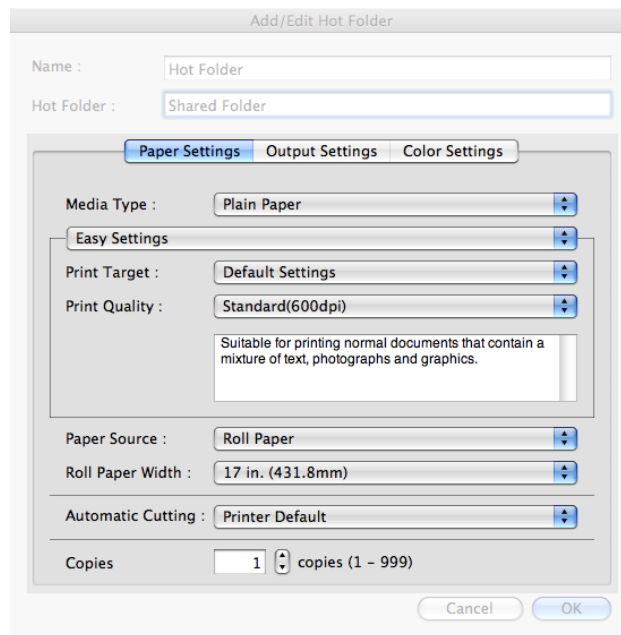 Add/Edit Hot Folder
Name : Hot Folder
Hot Folder : Shared Folder
Paper Settings Output Settings Color Settings
Media Type : Plain Paper
Easy Settings
Print Target : Default Settings
Print Quality : Standard(600dpi)
Suitable for printing normal documents that contain a
mixture of text, photographs and graphics.
Paper Source : Roll Paper
Roll Paper Width : 17 in. (431.8mm)
Automatic Cutting : Printer Default
Copies 1 copies (1 – 999)
Cancel OK